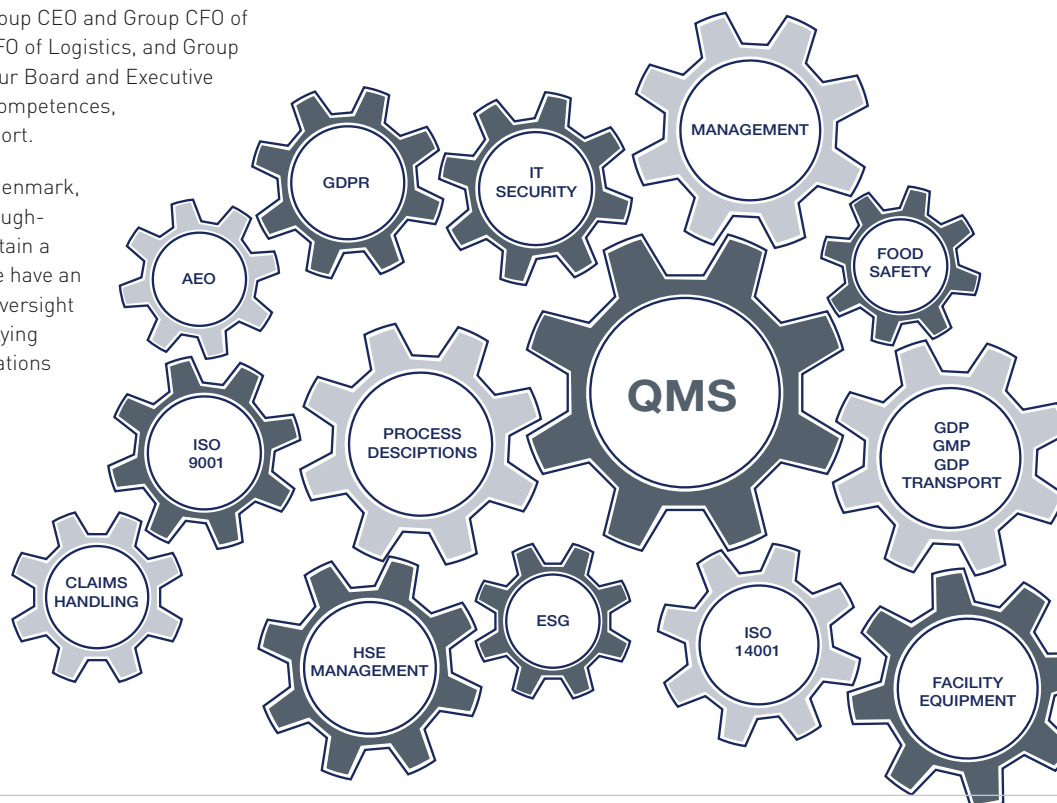 oup CEO and Group CFO of
FO of Logistics, and Group
ur Board and Executive
ompetences,
ort.
enmark,
ugh-
tain a
e have an
versight
ying
ations
MANAGEMENT
GDPR
IT
SECURITY
FOOD
SAFETY
AEO
QMS
ISO
9001
PROCESS
DESCIPTIONS
GDP
GMP
GDP
TRANSPORT
CLAIMS
HANDLING
HSE
MANAGEMENT
ESG
ISO
14001
FACILITY
EQUIPMENT